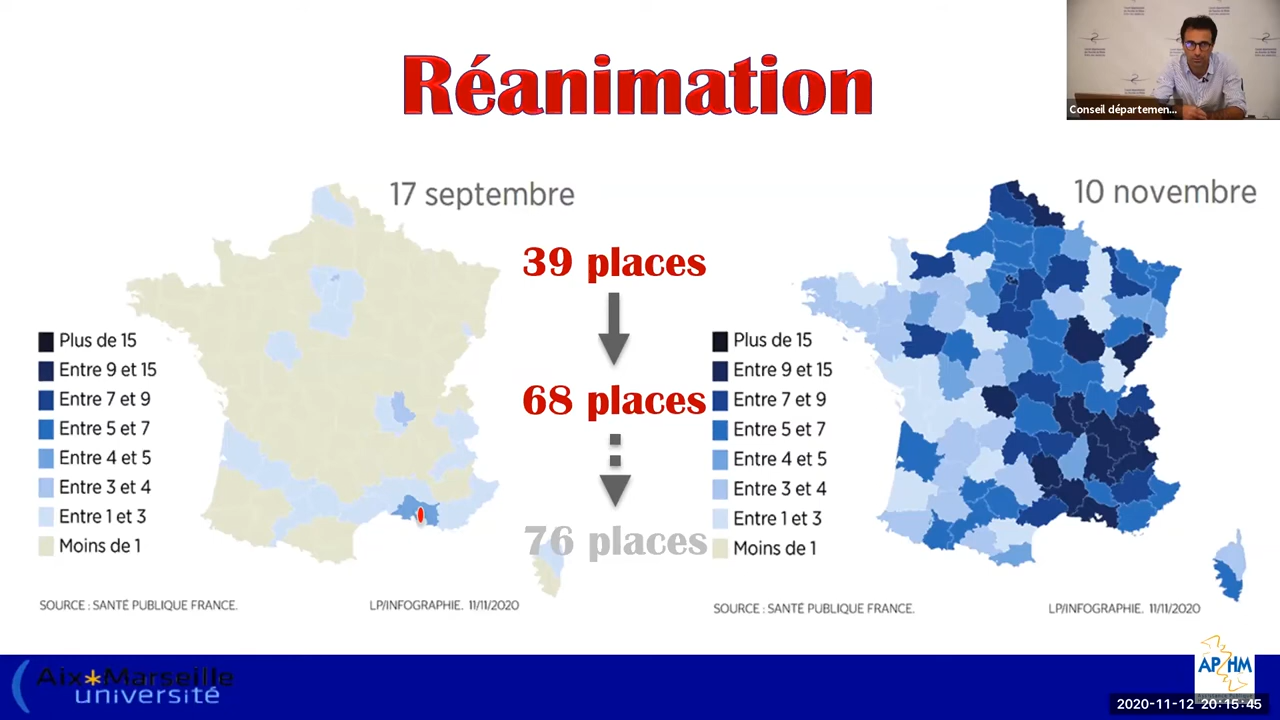 Réanimation
Conseil départemen...
17 septembre
10 novembre
39 places
68 places
76 places
Plus de 15
Entre 9 et 15
Entre 7 et 9
Entre 5 et 7
Entre 4 et 5
Entre 3 et 4
Entre 1 et 3
Moins de 1
SOURCE : SANTÉ PUBLIQUE FRANCE.
LP/INFOGRAPHIE. 11/11/2020
Plus de 15
Entre 9 et 15
Entre 7 et 9
Entre 5 et 7
Entre 4 et 5
Entre 3 et 4
Entre 1 et 3
Moins de 1
SOURCE : SANTÉ PUBLIQUE FRANCE.
LP/INFOGRAPHIE. 11/11/2020
Aix*Marseille
université
AP HM
2020-11-12 20:15:45